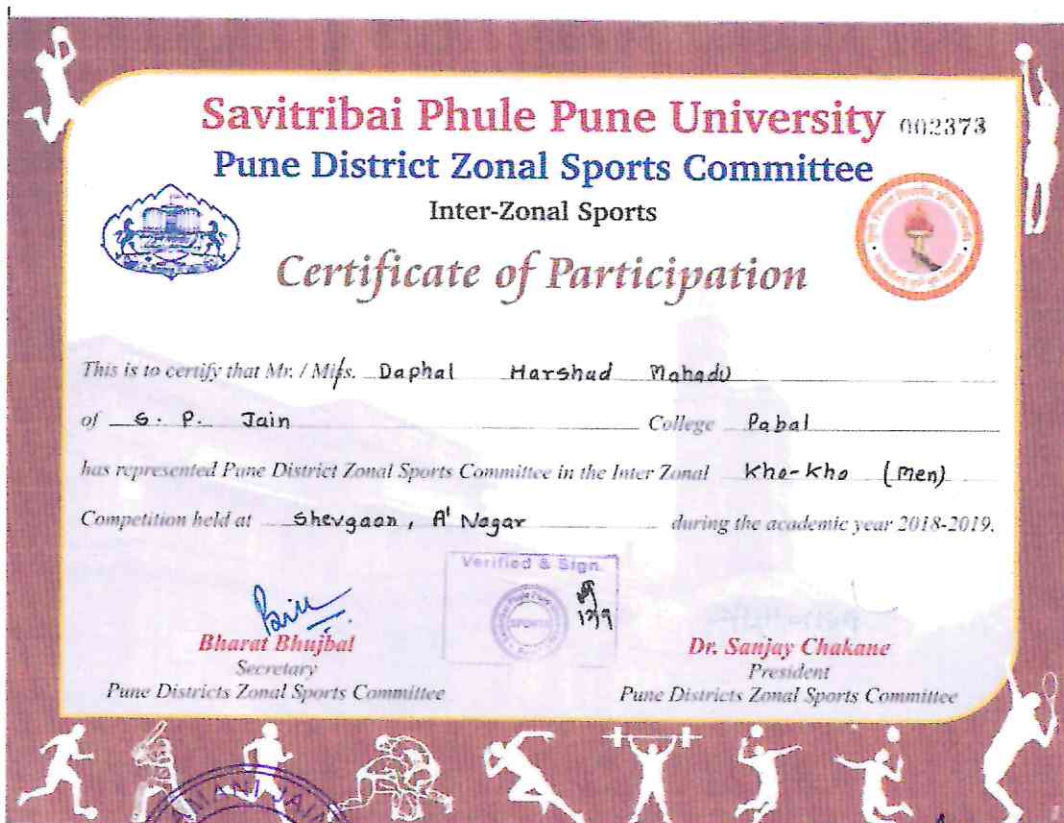 Savitribai Phule Pune University 002373
Pune District Zonal Sports Committee
Inter-Zonal Sports
Certificate of Participation
This is to certify that Mr. / Miss. Daphal Harshad Mahadu
of S. P. Jain College Pabal
has represented Pune District Zonal Sports Committee in the Inter Zonal Kho-Kho (Men)
Competition held at Shevgaon, A' Nagar during the academic year 2018-2019.
Verified & Sign.
SPORTS
Bharat Bhujbal
Secretary
Pune Districts Zonal Sports Committee
Dr. Sanjay Chakane
President
Pune Districts Zonal Sports Committee
JAIN